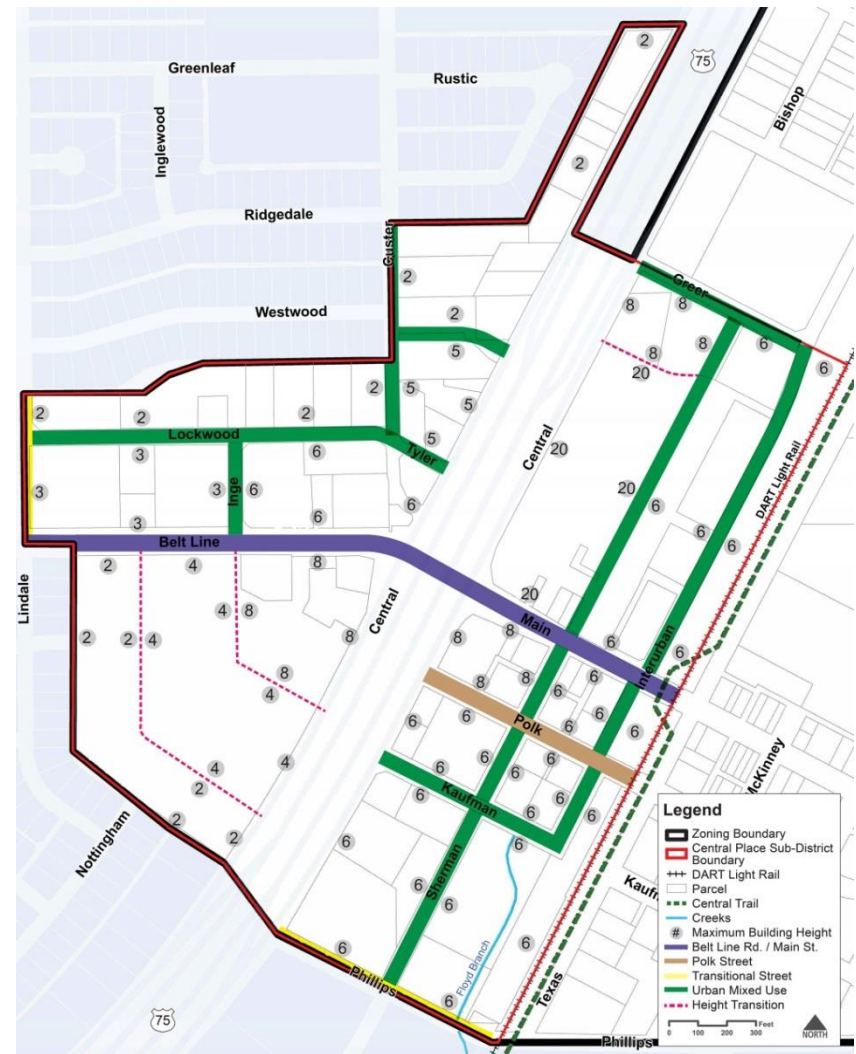 2
75
Greenleaf
Rustic
Bishop
Inglewood
2
Ridgedale
Custer
Westwood
2
Greer
8
8
2
8
6
5
8
6
20
2
5
5
2
2
2
Lockwood
5
Tyler
6
3
Central
20
DART Light Rail
3
3
Inge
6
6
20
6
3
6
6
6
Belt Line
2
4
8
20
Main
Lindale
4
8
Central
8
8
8
6
6
Interurban
2
2
4
8
4
8
8
6
6
6
6
6
Polk
6
6
6
McKinney
4
4
2
6
6
6
6
6
Kaufman
6
6
2
2
Nottingham
6
6
6
Sherman
6
6
6
Floyd Branch
Phillips
6
Texas
75
Phillips
Legend
Zoning Boundary
Central Place Sub-District
Boundary
DART Light Rail
Parcel
Central Trail
Creeks
# Maximum Building Height
Belt Line Rd. / Main St.
Polk Street
Transitional Street
Urban Mixed Use
Height Transition
Feet
0 100 200 300
NORTH